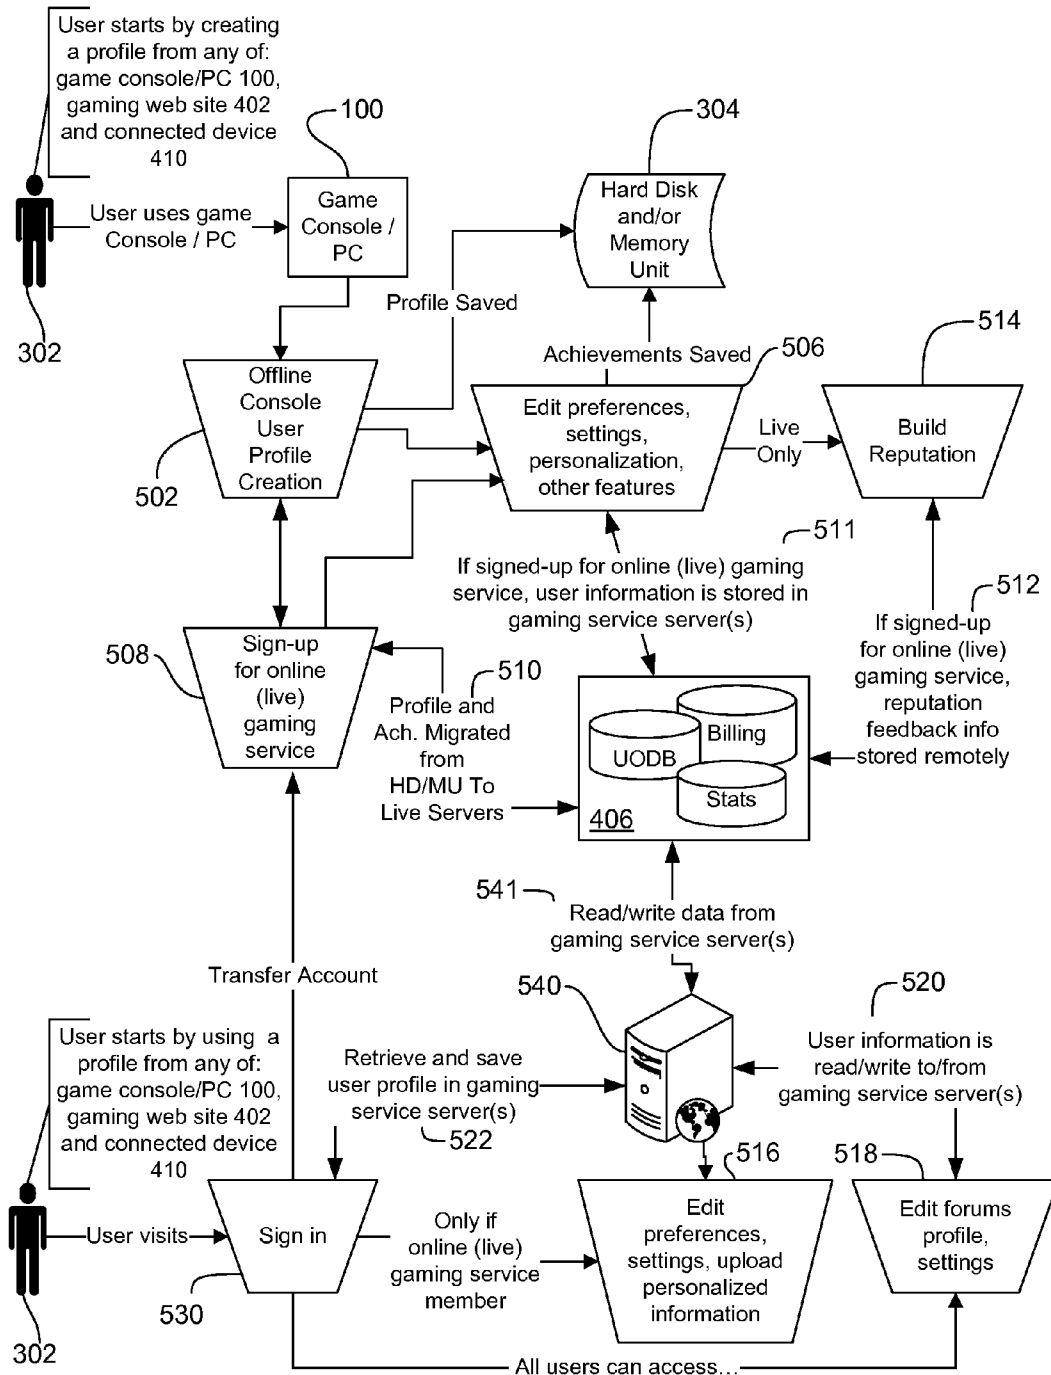 User starts by creating
a profile from any of:
game console/PC 100,
gaming web site 402
and connected device
410
100
304
User uses game
Console / PC
Game
Console /
PC
Hard Disk
and/or
Memory
Unit
302
Profile Saved
Achievements Saved
506
514
Offline
Console
User
Profile
Creation
502
Edit preferences,
settings,
personalization,
other features
Live
Only
Build
Reputation
511
If signed-up for online (live) gaming
service, user information is stored in
gaming service server(s)
512
If signed-up
for online (live)
gaming service,
reputation
feedback info
stored remotely
508
Sign-up
for online
(live)
gaming
service
510
Profile and
Ach. Migrated
from
HD/MU To
Live Servers
Billing
UODB
Stats
406
541
Read/write data from
gaming service server(s)
Transfer Account
540
520
User starts by using a
profile from any of:
game console/PC 100,
gaming web site 402
and connected device
410
Retrieve and save
user profile in gaming
service server(s)
522
User information is
read/write to/from
gaming service server(s)
516
518
302
User visits
Sign in
530
Only if
online (live)
gaming service
member
Edit
preferences,
settings, upload
personalized
information
Edit forums
profile,
settings
All users can access...